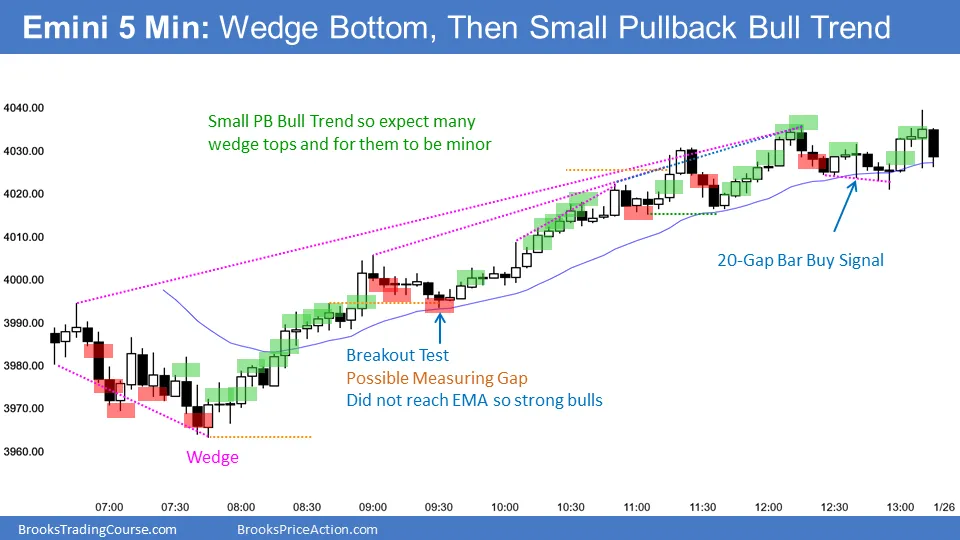 Emini 5 Min: Wedge Bottom, Then Small Pullback Bull Trend
4040.00
4030.00
4020.00
4010.00
4000.00
3990.00
3980.00
3970.00
3960.00
Small PB Bull Trend so expect many
wedge tops and for them to be minor
20-Gap Bar Buy Signal
Breakout Test
Possible Measuring Gap
Did not reach EMA so strong bulls
Wedge
07:00 07:30 08:00 08:30 09:00 09:30 10:00 10:30 11:00 11:30 12:00 12:30 13:00 1/26
BrooksTradingCourse.com BrooksPriceAction.com